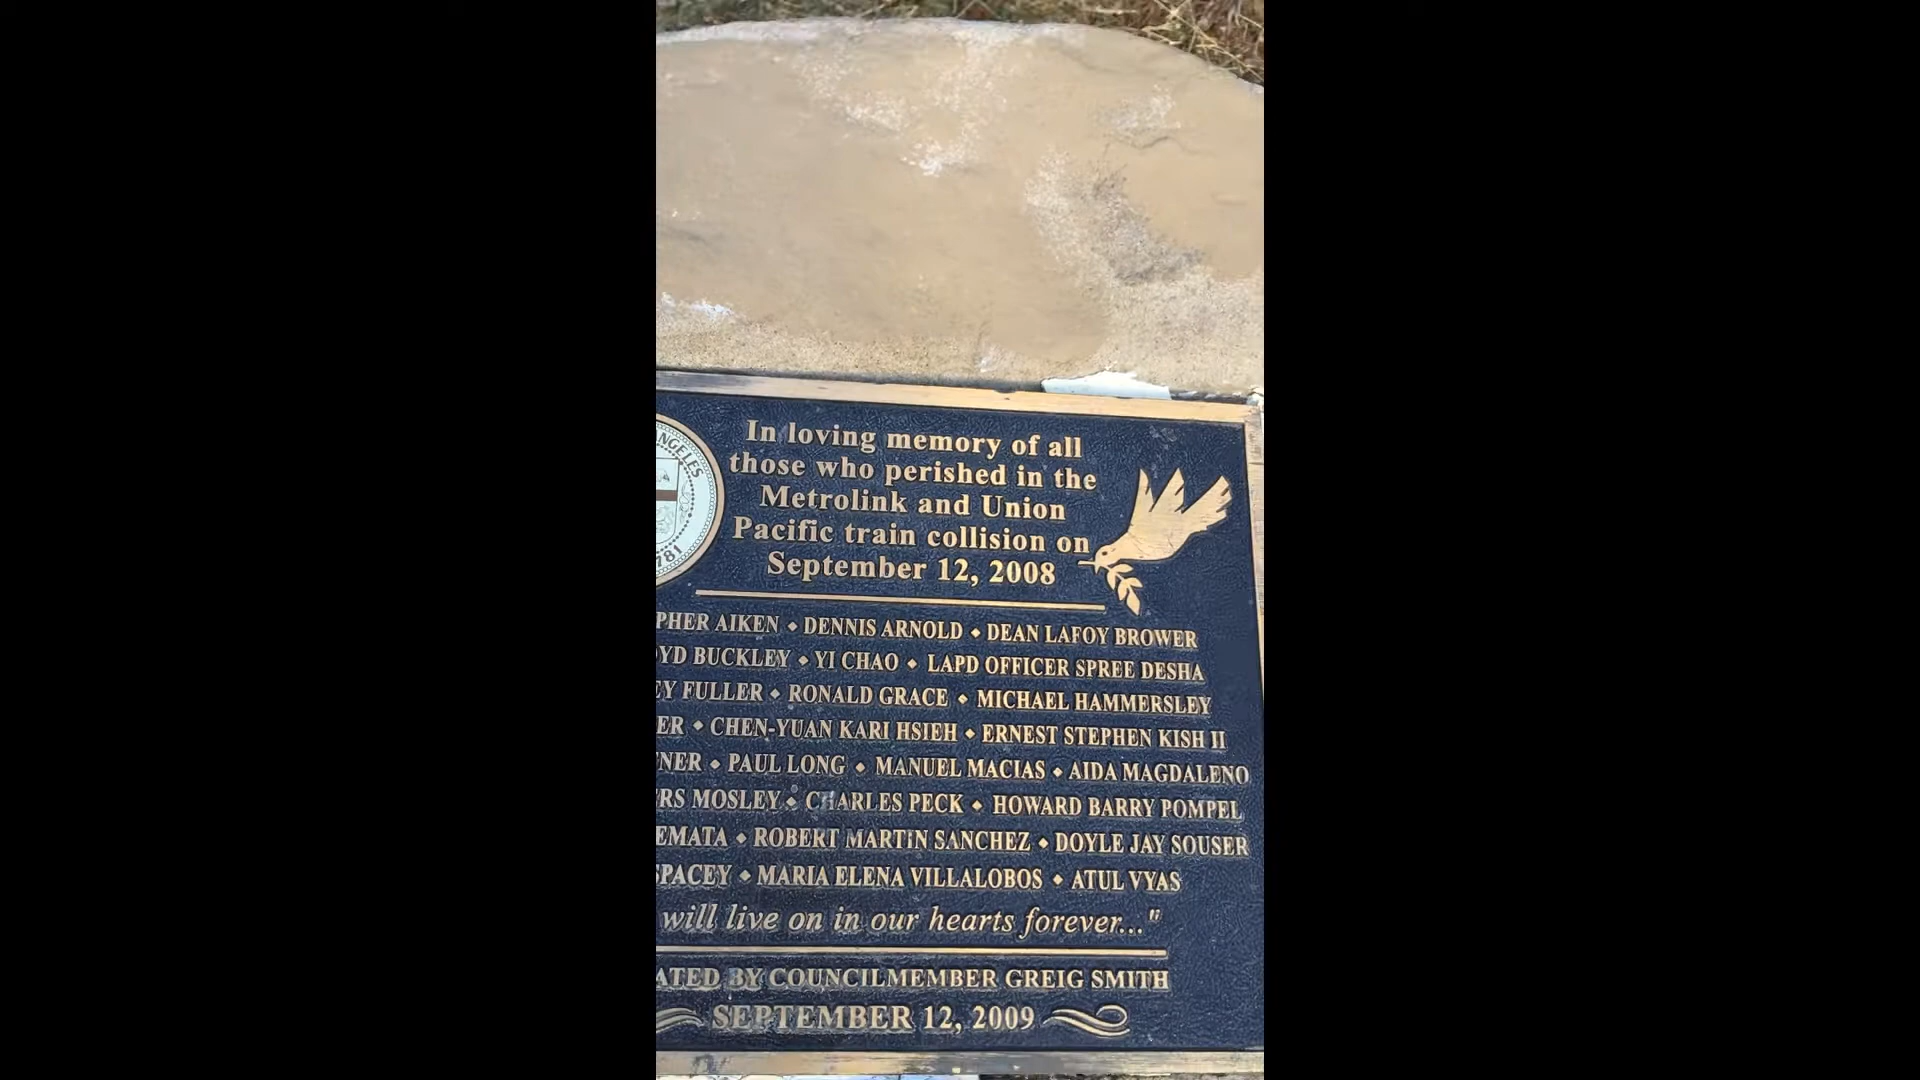 NGELES
781
In loving memory of all
those who perished in the
Metrolink and Union
Pacific train collision on
September 12, 2008
PHER AIKEN ◆ DENNIS ARNOLD ◆ DEAN LAFOY BROWER
YD BUCKLEY ◆ YI CHAO ◆ LAPD OFFICER SPREE DESHA
EY FULLER ◆ RONALD GRACE ◆ MICHAEL HAMMERSLEY
ER ◆ CHEN-YUAN KARI HSIEH ◆ ERNEST STEPHEN KISH II
NER ◆ PAUL LONG ◆ MANUEL MACIAS ◆ AIDA MAGDALENO
RS MOSLEY ◆ CHARLES PECK ◆ HOWARD BARRY POMPEL
EMATA ◆ ROBERT MARTIN SANCHEZ ◆ DOYLE JAY SOUSER
SPACEY ◆ MARIA ELENA VILLALOBOS ◆ ATUL VYAS
will live on in our hearts forever..."
ATED BY COUNCILMEMBER GREIG SMITH
SEPTEMBER 12, 2009